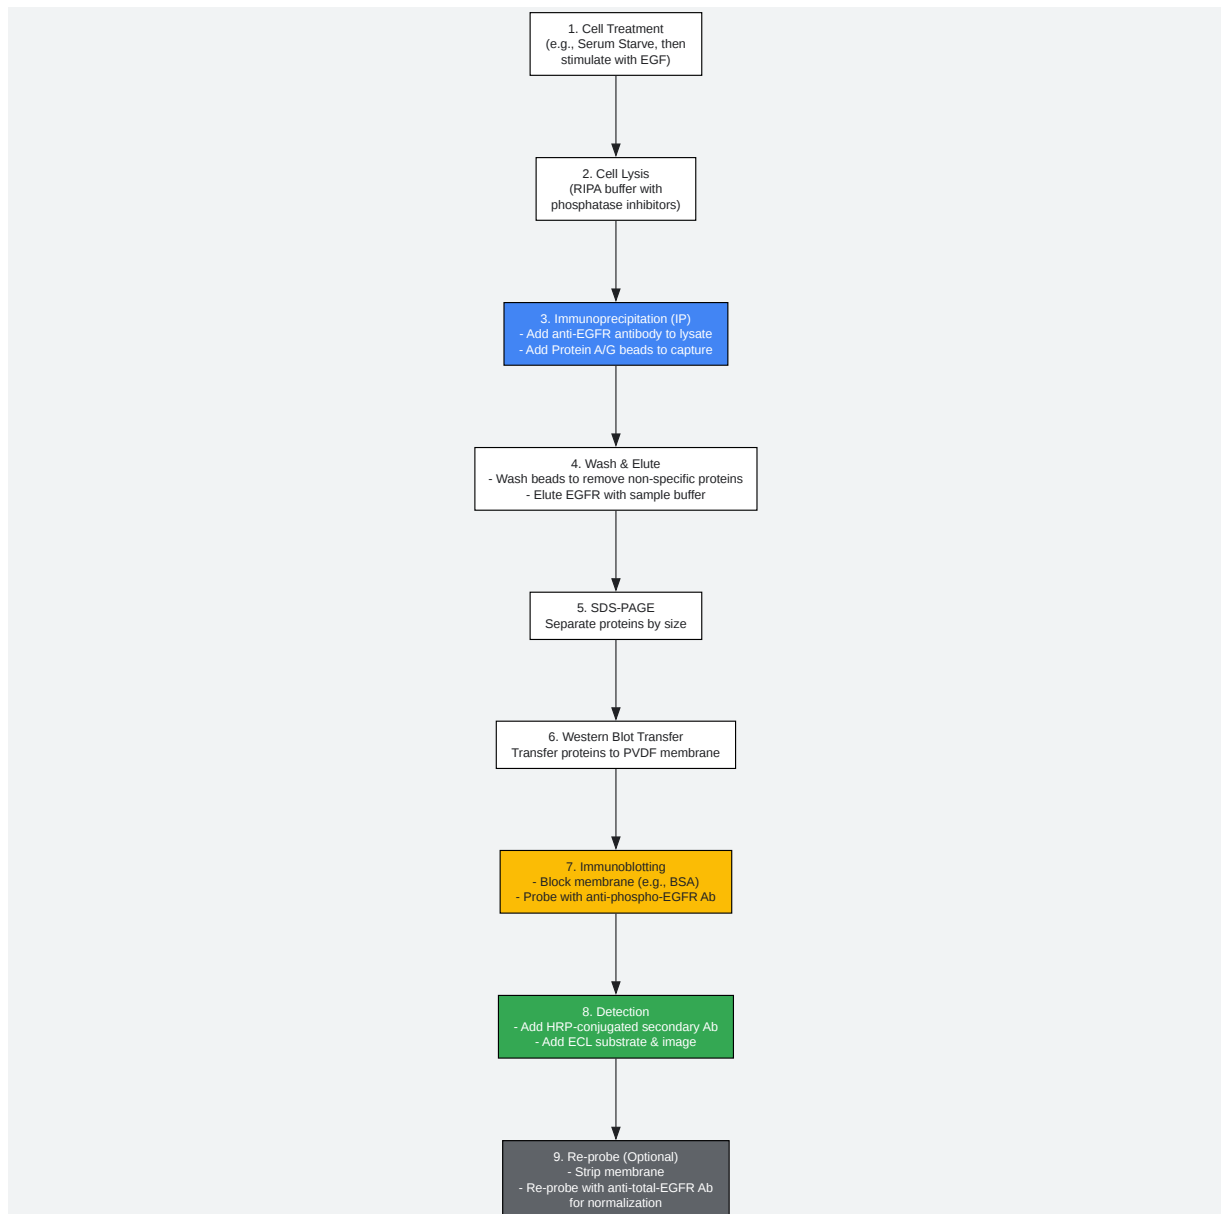 1. Cell Treatment
(e.g., Serum Starve, then
stimulate with EGF)
2. Cell Lysis
(RIPA buffer with
phosphatase inhibitors)
3. Immunoprecipitation (IP)
- Add anti-EGFR antibody to lysate
- Add Protein A/G beads to capture
4. Wash & Elute
- Wash beads to remove non-specific proteins
- Elute EGFR with sample buffer
5. SDS-PAGE
Separate proteins by size
6. Western Blot Transfer
Transfer proteins to PVDF membrane
7. Immunoblotting
- Block membrane (e.g., BSA)
- Probe with anti-phospho-EGFR Ab
8. Detection
- Add HRP-conjugated secondary Ab
- Add ECL substrate & image
9. Re-probe (Optional)
- Strip membrane
- Re-probe with anti-total-EGFR Ab
for normalization